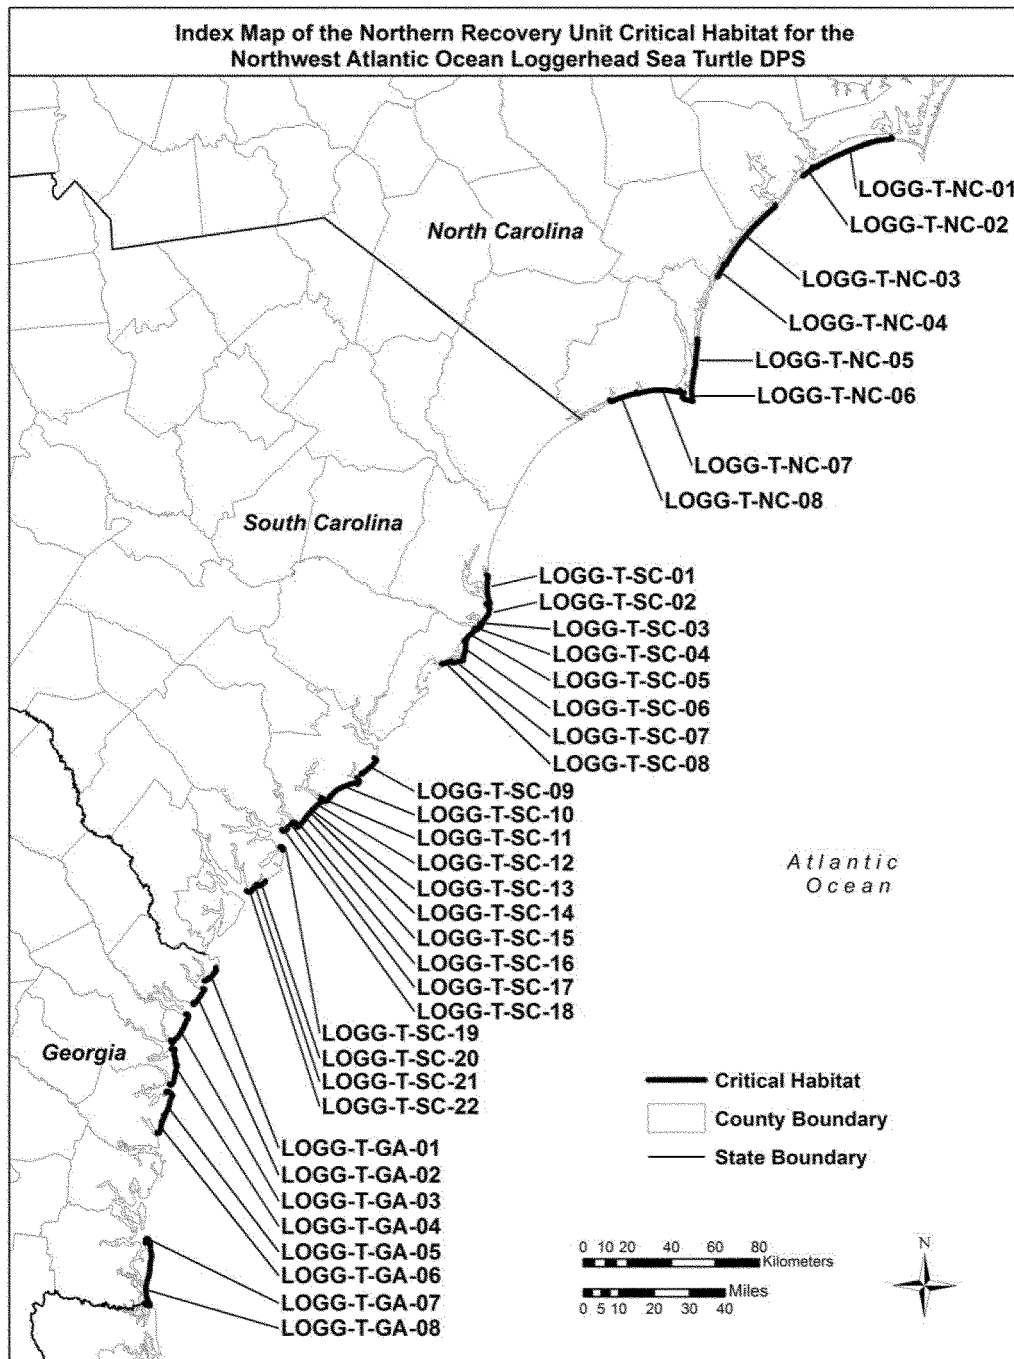 Index Map of the Northern Recovery Unit Critical Habitat for the
Northwest Atlantic Ocean Loggerhead Sea Turtle DPS
LOGG-T-NC-01
LOGG-T-NC-02
North Carolina
LOGG-T-NC-03
LOGG-T-NC-04
LOGG-T-NC-05
LOGG-T-NC-06
LOGG-T-NC-07
LOGG-T-NC-08
South Carolina
LOGG-T-SC-01
LOGG-T-SC-02
LOGG-T-SC-03
LOGG-T-SC-04
LOGG-T-SC-05
LOGG-T-SC-06
LOGG-T-SC-07
LOGG-T-SC-08
LOGG-T-SC-09
LOGG-T-SC-10
LOGG-T-SC-11
LOGG-T-SC-12
LOGG-T-SC-13
LOGG-T-SC-14
LOGG-T-SC-15
LOGG-T-SC-16
LOGG-T-SC-17
LOGG-T-SC-18
LOGG-T-SC-19
LOGG-T-SC-20
LOGG-T-SC-21
LOGG-T-SC-22
Atlantic
Ocean
Georgia
LOGG-T-GA-01
LOGG-T-GA-02
LOGG-T-GA-03
LOGG-T-GA-04
LOGG-T-GA-05
LOGG-T-GA-06
LOGG-T-GA-07
LOGG-T-GA-08
Critical Habitat
County Boundary
State Boundary
0 10 20 40 60 80
Kilometers
Miles
0 5 10 20 30 40
N